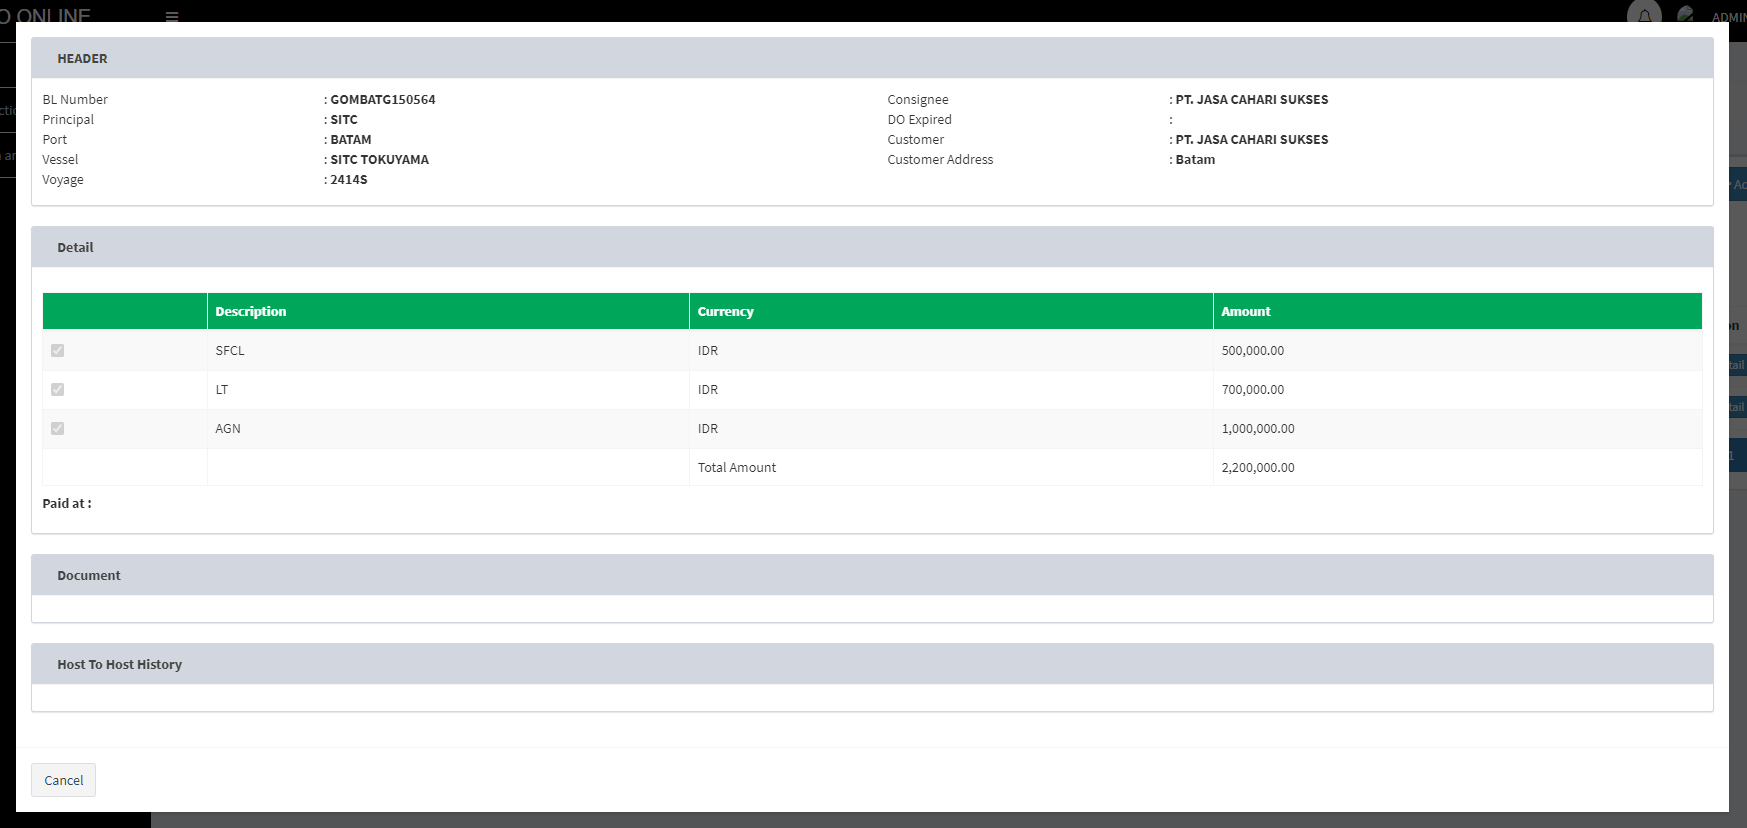 O ONLINE
ADMIN
HEADER
BL Number : GOMBATG150564
Principal : SITC
Port : BATAM
Vessel : SITC TOKUYAMA
Voyage : 2414S
Consignee : PT. JASA CAHARI SUKSES
DO Expired :
Customer : PT. JASA CAHARI SUKSES
Customer Address : Batam
Detail
Description Currency Amount
SFCL IDR 500,000.00
LT IDR 700,000.00
AGN IDR 1,000,000.00
Total Amount 2,200,000.00
Paid at :
Document
Host To Host History
Cancel